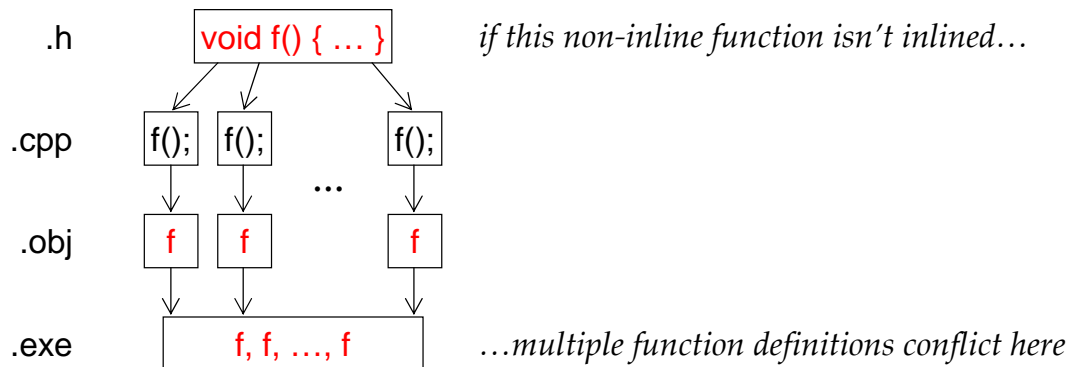 .h void f() { … } if this non-inline function isn’t inlined…
.cpp f(); f(); … f();
.obj f f f
.exe f, f, …, f …multiple function definitions conflict here